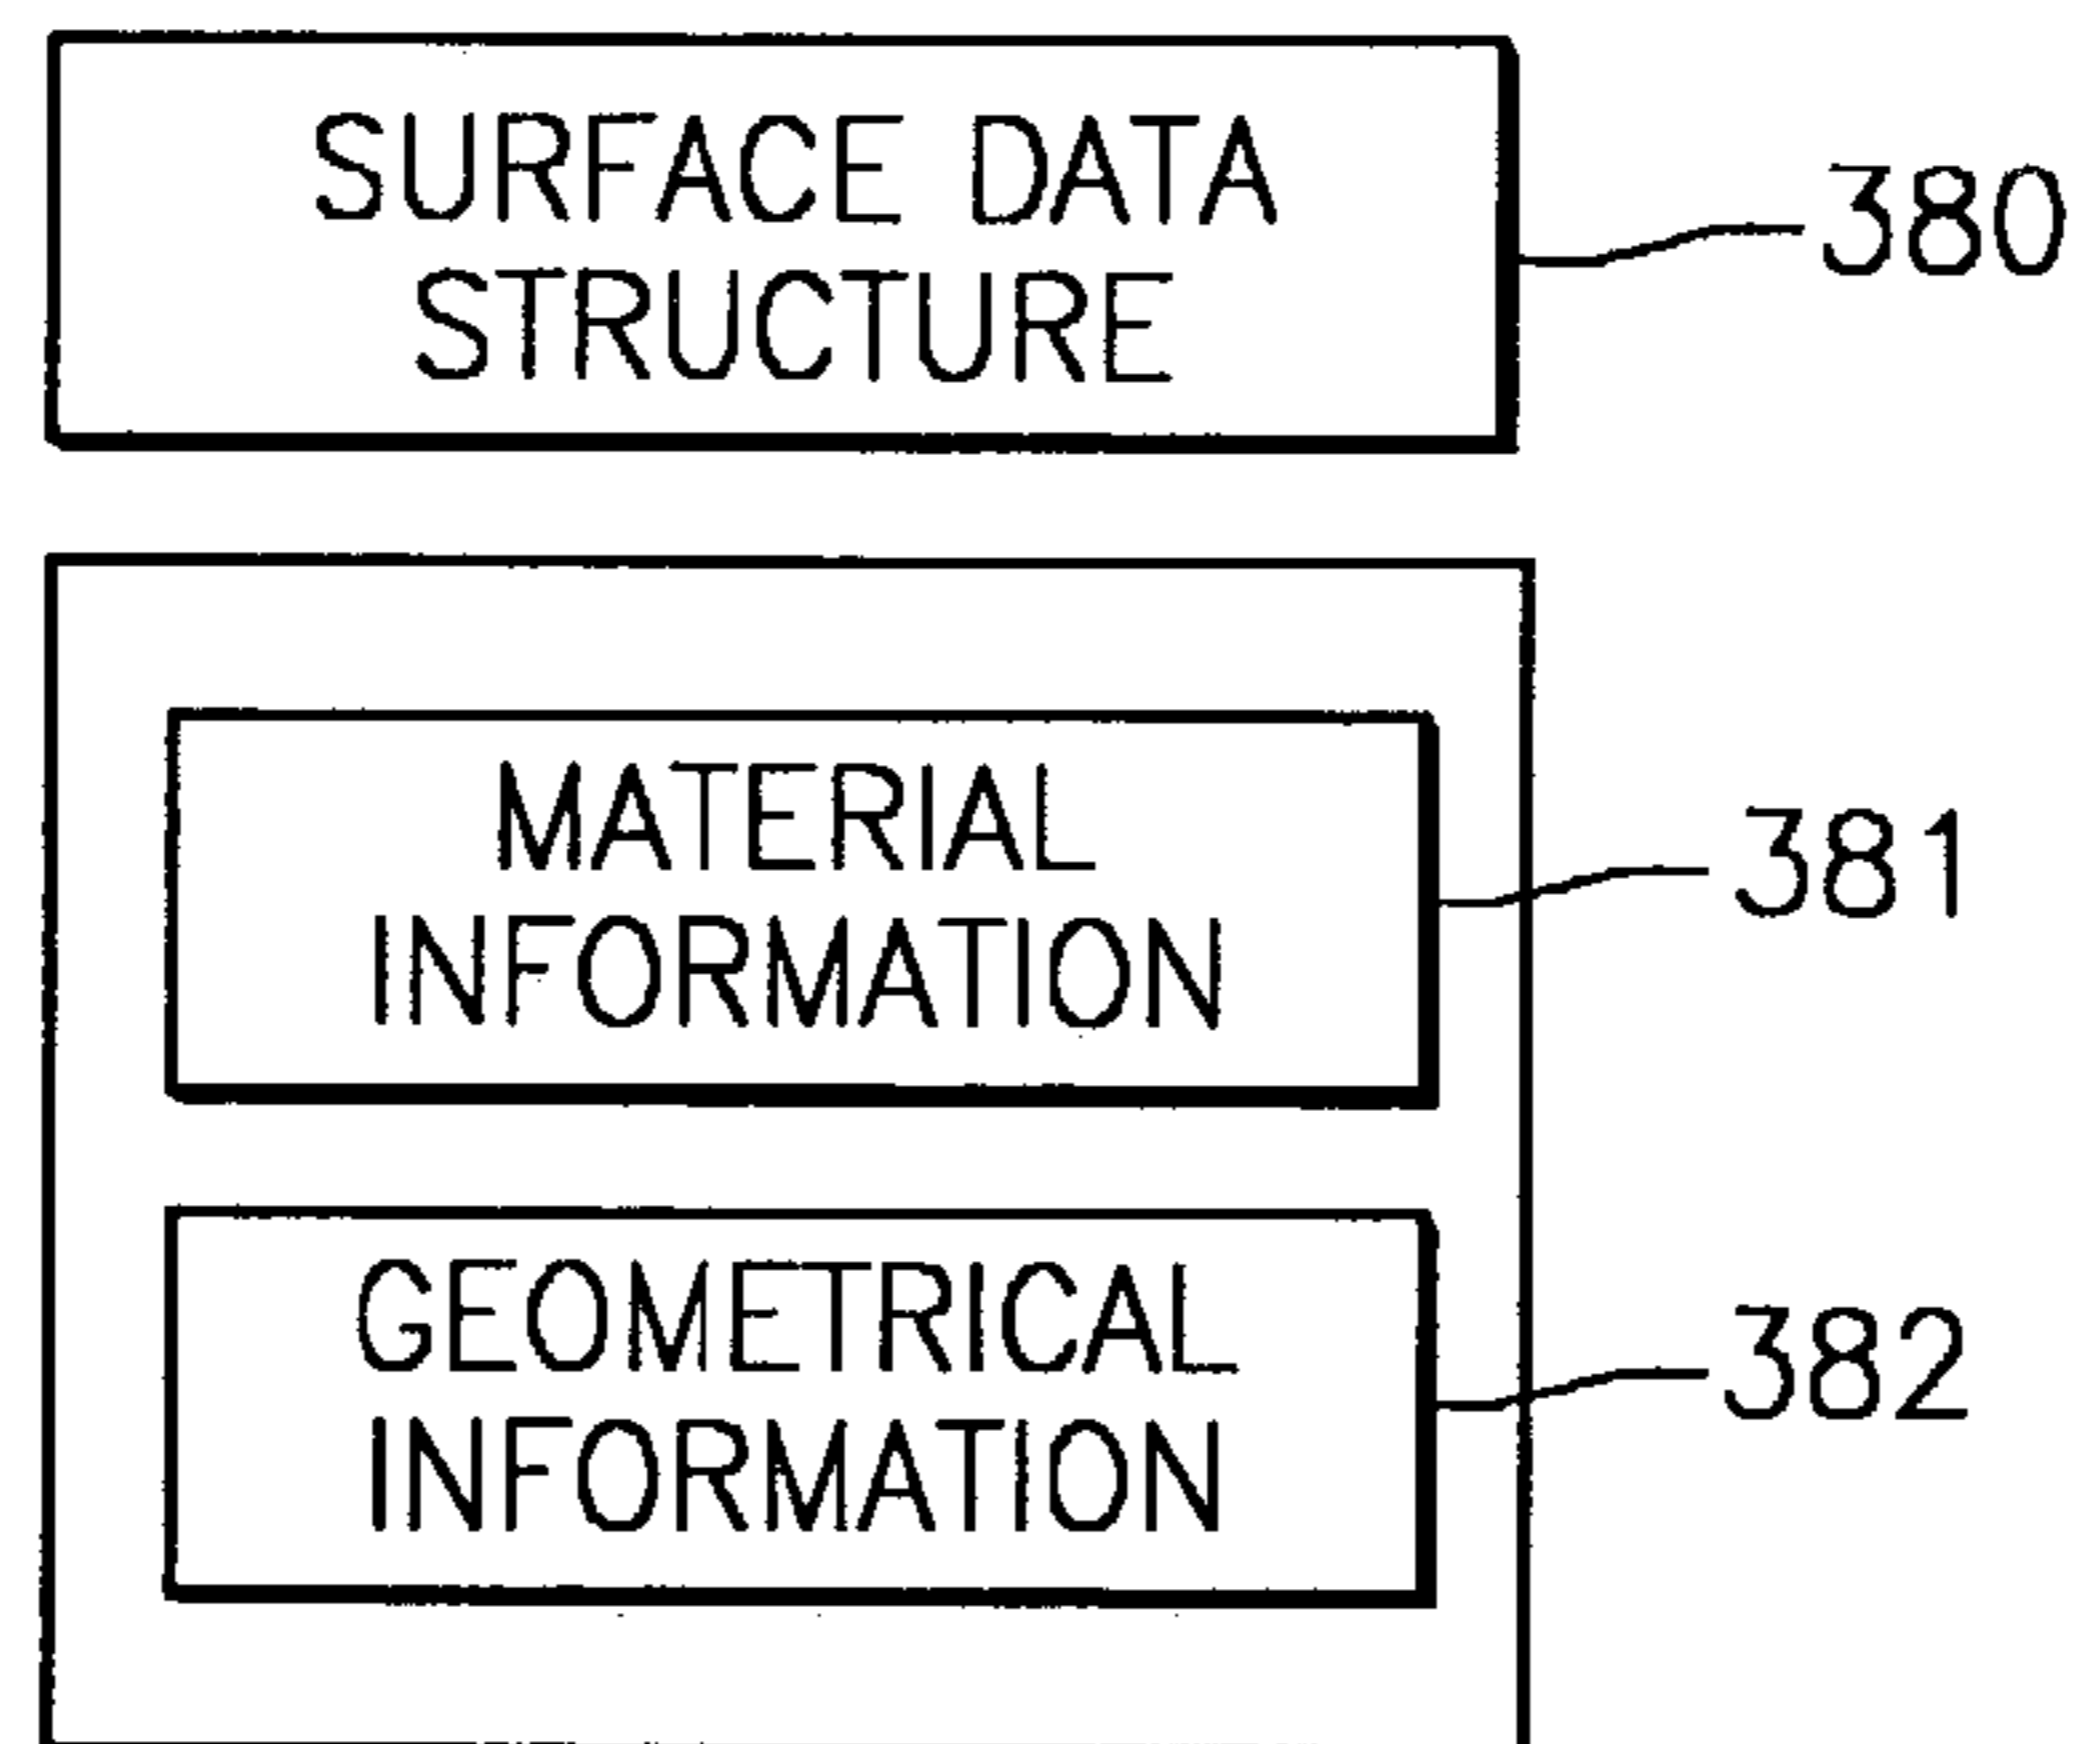 SURFACE DATA
STRUCTURE
380
MATERIAL
INFORMATION
381
GEOMETRICAL
INFORMATION
382